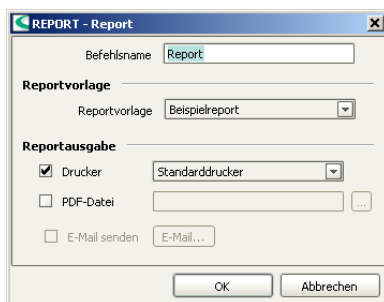 REPORT - Report
Befehlsname Report
Reportvorlage
Reportvorlage Beispielreport
Reportausgabe
Drucker Standarddrucker
PDF-Datei ...
E-Mail senden E-Mail...
OK Abbrechen